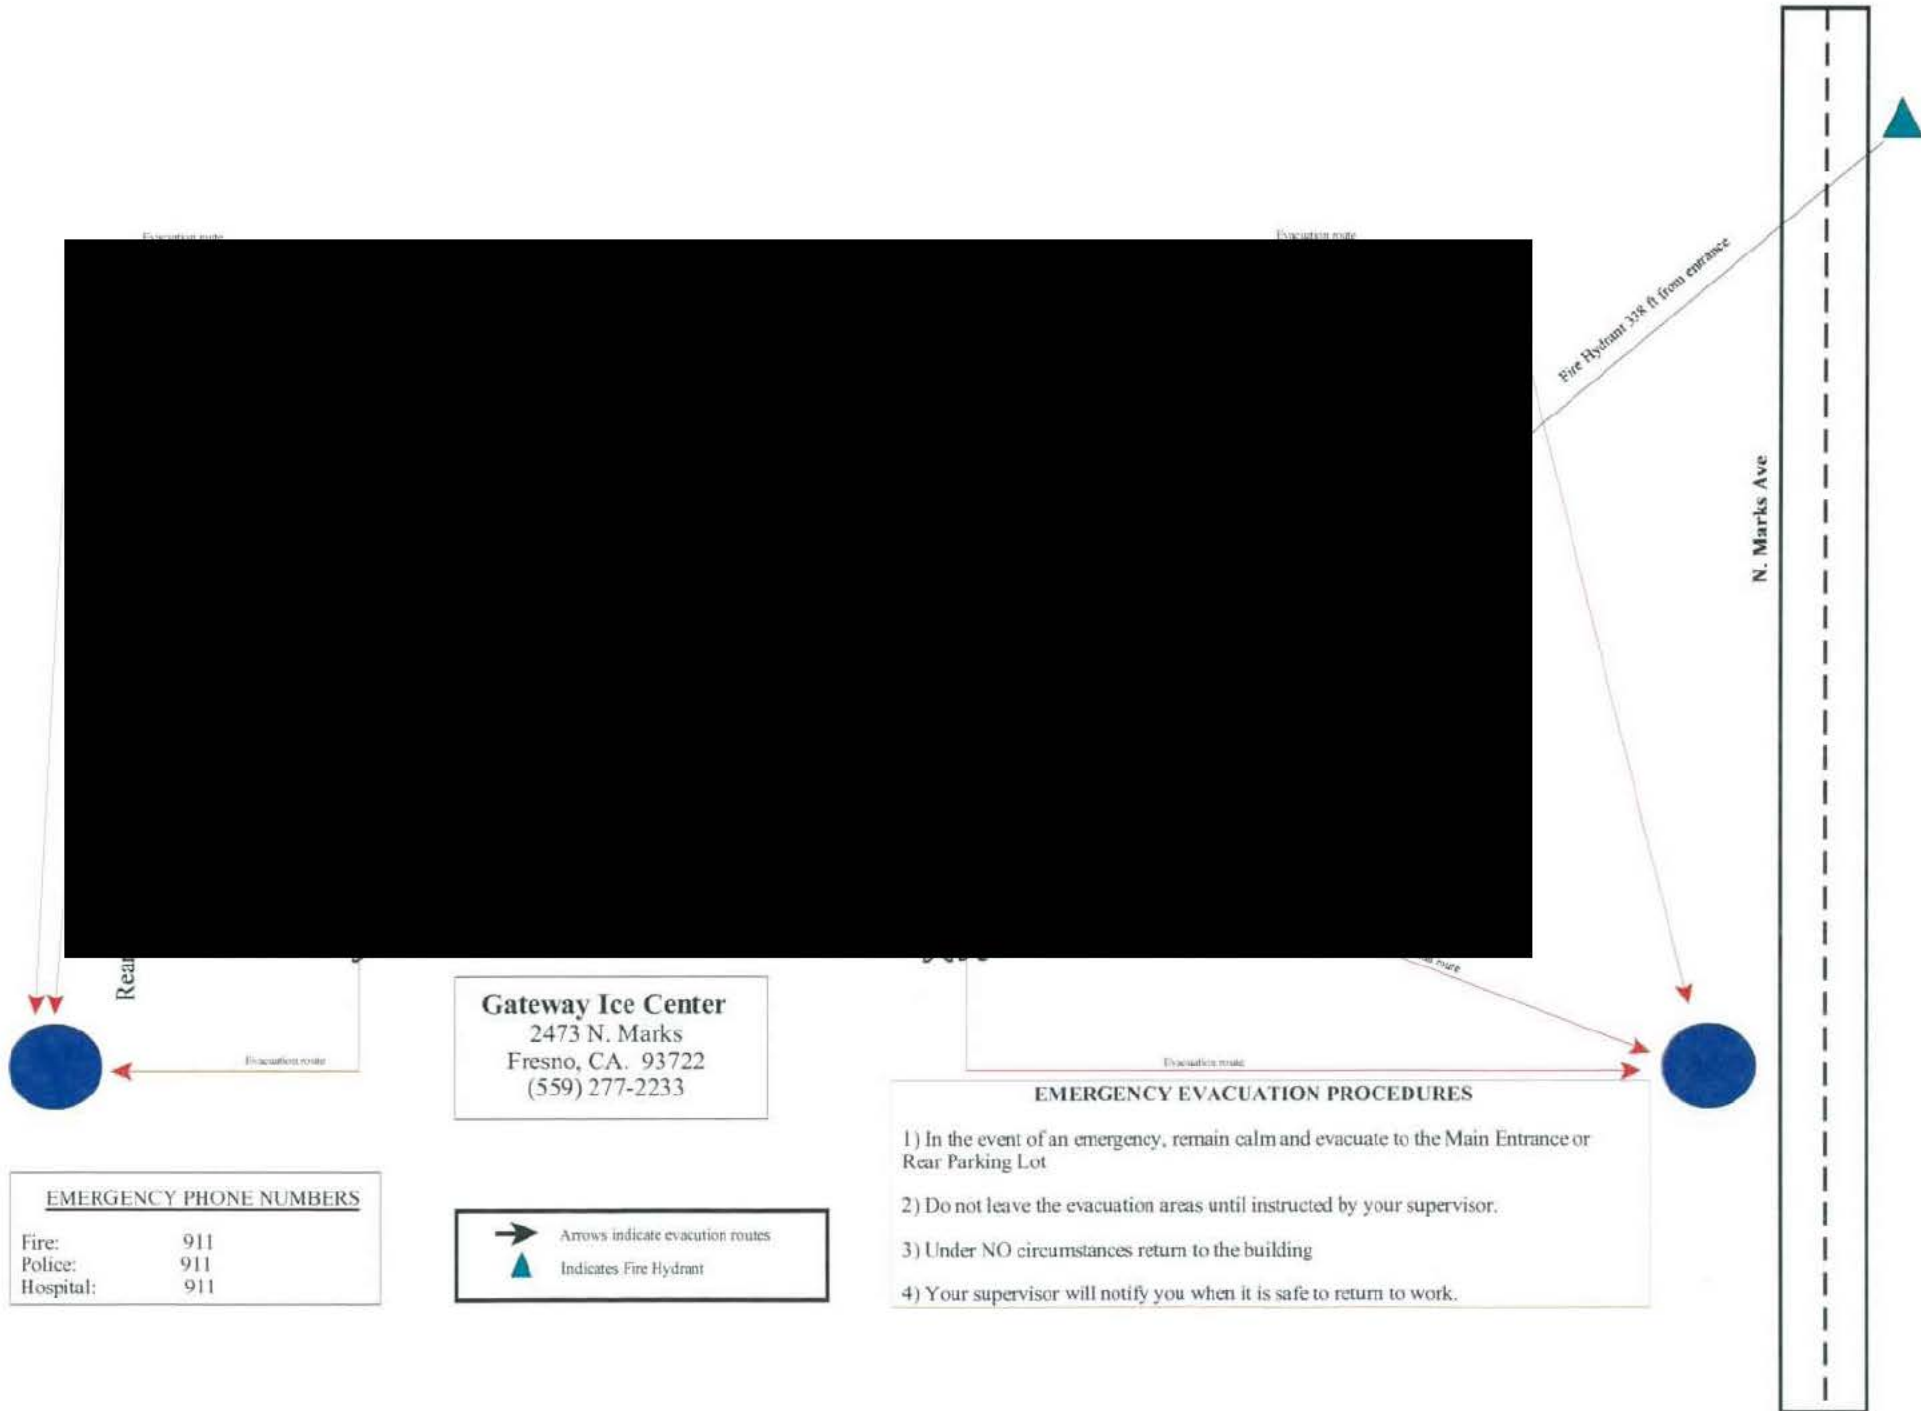 Evacuation route
Evacuation route
Fire Hydrant 338 ft from entrance
N. Marks Ave
Rear
route
Gateway Ice Center
2473 N. Marks
Fresno, CA. 93722
(559) 277-2233
Evacuation route
Evacuation route
EMERGENCY EVACUATION PROCEDURES
1) In the event of an emergency, remain calm and evacuate to the Main Entrance or
Rear Parking Lot
2) Do not leave the evacuation areas until instructed by your supervisor.
3) Under NO circumstances return to the building
4) Your supervisor will notify you when it is safe to return to work.
EMERGENCY PHONE NUMBERS
Fire: 911
Police: 911
Hospital: 911
Arrows indicate evacution routes
Indicates Fire Hydrant